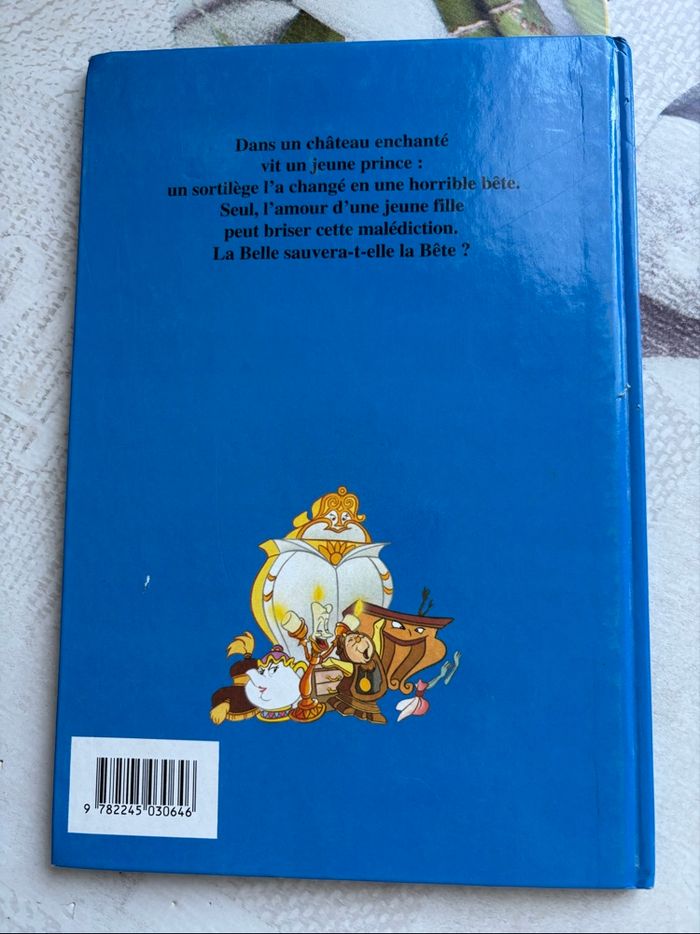 Dans un château enchanté
vit un jeune prince :
un sortilège l'a changé en une horrible bête.
Seul, l'amour d'une jeune fille
peut briser cette malédiction.
La Belle sauvera-t-elle la Bête ?
9 782245 030646